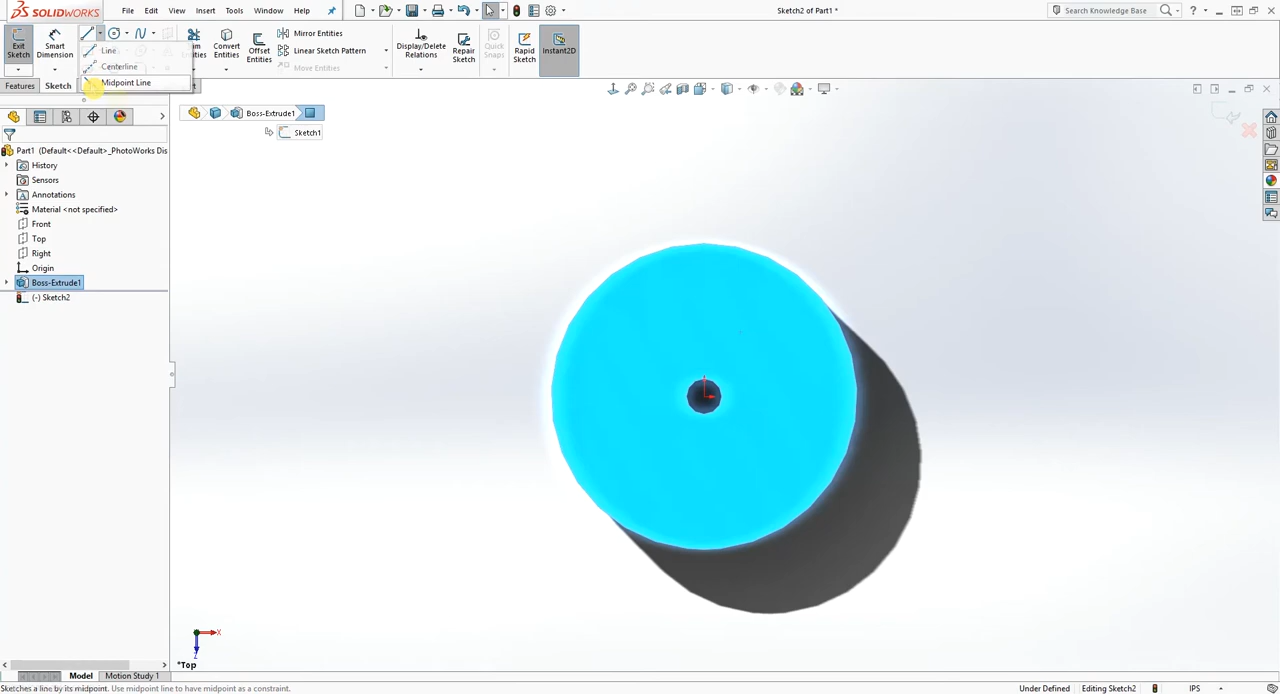 SOLIDWORKS
File
Edit
View
Insert
Tools
Window
Help
Sketch2 of Part1 *
Search Knowledge Base
?
Exit Sketch
Smart Dimension
Entities
Convert Entities
Offset Entities
Mirror Entities
Linear Sketch Pattern
Move Entities
Display/Delete Relations
Repair Sketch
Quick Snaps
Rapid Sketch
Instant2D
Line
Centerline
Midpoint Line
Features
Sketch
Boss-Extrude1
Sketch1
Part1 (Default<<Default>_PhotoWorks Dis
History
Sensors
Annotations
Material <not specified>
Front
Top
Right
Origin
Boss-Extrude1
(-) Sketch2
X
Z
*Top
Model
Motion Study 1
Sketches a line by its midpoint. Use midpoint line to have midpoint as a constraint.
Under Defined
Editing Sketch2
IPS